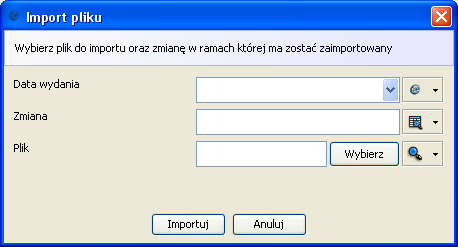 Import pliku
Wybierz plik do importu oraz zmianę w ramach której ma zostać zaimportowany
Data wydania
Zmiana
Plik
Wybierz
Importuj
Anuluj